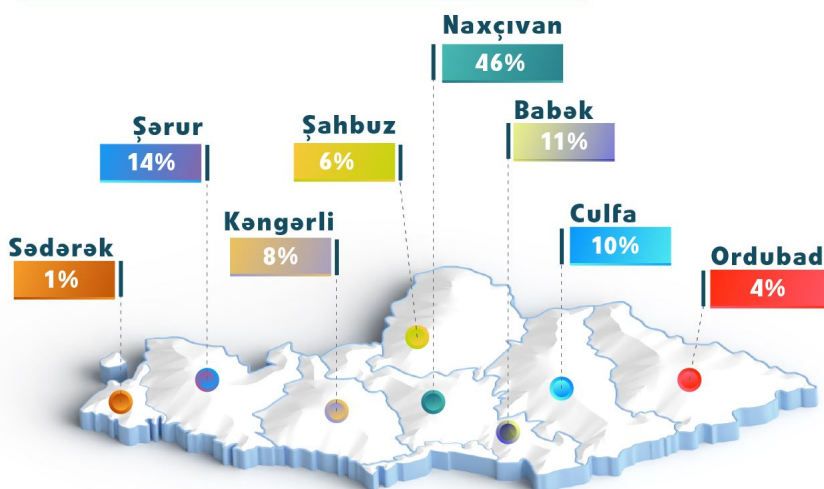 Naxçıvan
46%
Babək
11%
Şərur
14%
Şahbuz
6%
Culfa
10%
Kəngərli
8%
Sədərək
1%
Ordubad
4%